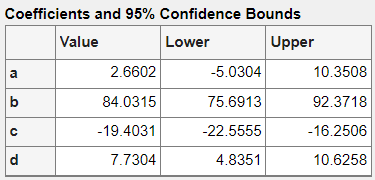 Coefficients and 95% Confidence Bounds
Value Lower Upper
a 2.6602 -5.0304 10.3508
b 84.0315 75.6913 92.3718
c -19.4031 -22.5555 -16.2506
d 7.7304 4.8351 10.6258